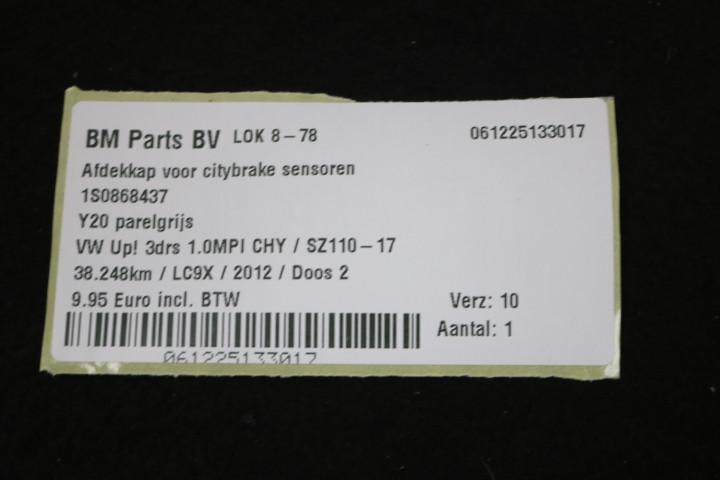 BM Parts BV LOK 8-78 061225133017
Afdekkap voor citybrake sensoren
1S0868437
Y20 parelgrijs
VW Up! 3drs 1.0MPI CHY / SZ110-17
38.248km / LC9X / 2012 / Doos 2
9.95 Euro incl. BTW Verz: 10
Aantal: 1
061225133017